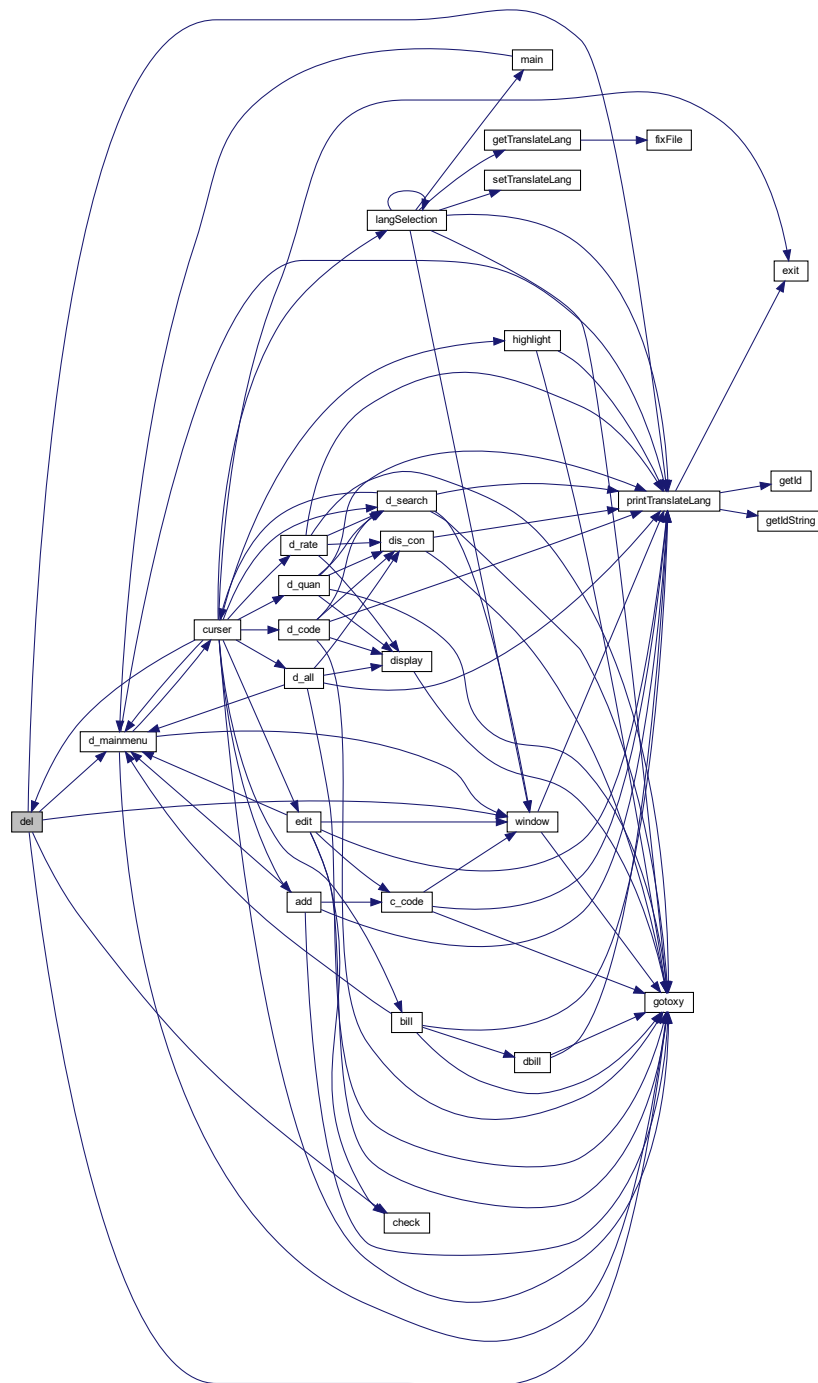 main
getTranslateLang
fixFile
setTranslateLang
langSelection
exit
highlight
getId
d_search
printTranslateLang
getIdString
d_rate
dis_con
d_quan
curser
d_code
display
d_all
d_mainmenu
del
edit
window
add
c_code
gotoxy
bill
dbill
check